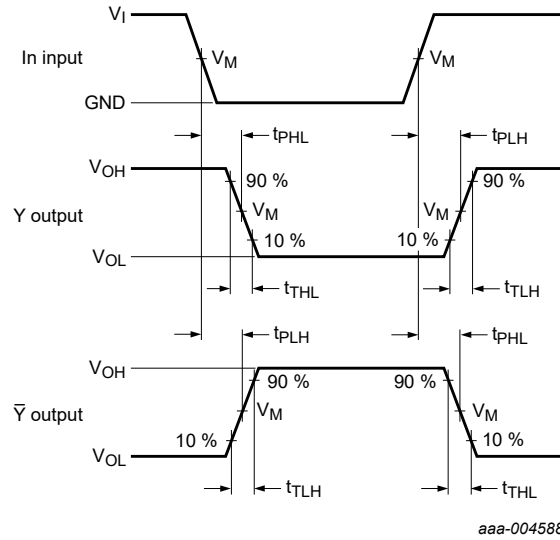 V_I
In input
V_M
V_M
GND
t_PHL
t_PLH
V_OH
90 %
90 %
Y output
V_M
V_M
10 %
10 %
V_OL
t_THL
t_TLH
t_PLH
t_PHL
V_OH
90 %
90 %
Y̅ output
V_M
V_M
10 %
10 %
V_OL
t_TLH
t_THL
aaa-004588